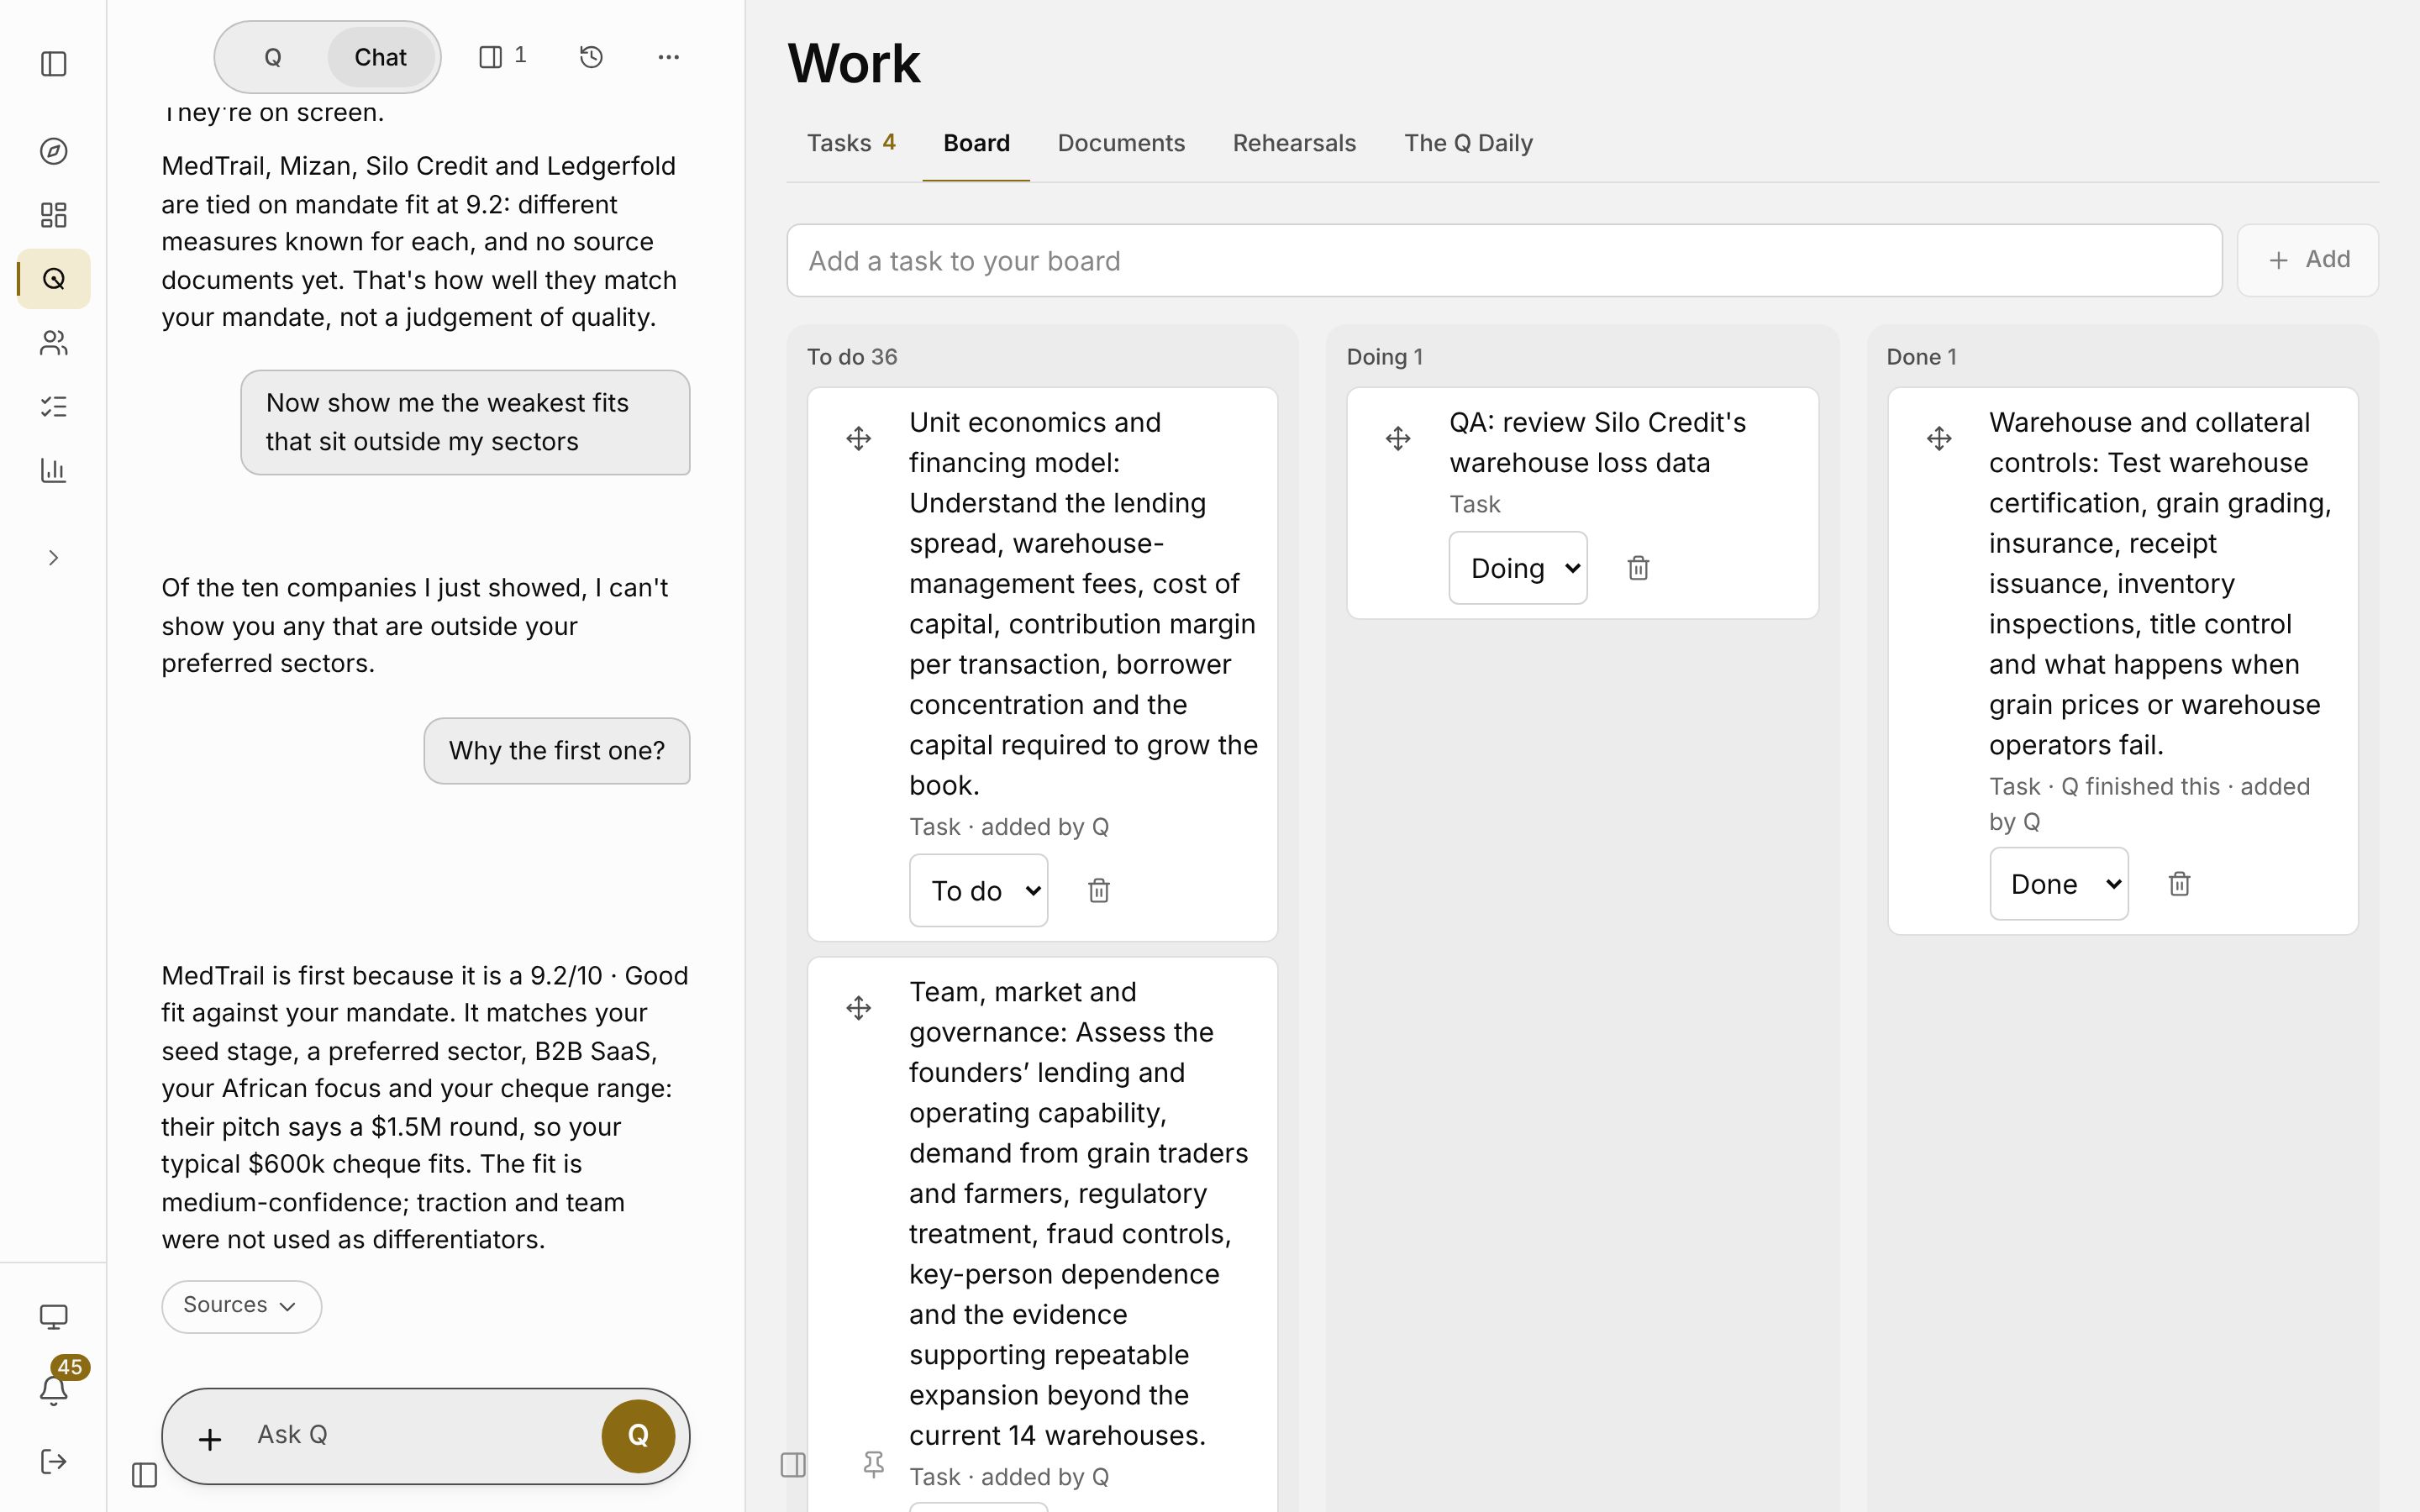 Q
Chat
1
They're on screen.
MedTrail, Mizan, Silo Credit and Ledgerfold
are tied on mandate fit at 9.2: different
measures known for each, and no source
documents yet. That's how well they match
your mandate, not a judgement of quality.
Now show me the weakest fits
that sit outside my sectors
Of the ten companies I just showed, I can't
show you any that are outside your
preferred sectors.
Why the first one?
MedTrail is first because it is a 9.2/10 · Good
fit against your mandate. It matches your
seed stage, a preferred sector, B2B SaaS,
your African focus and your cheque range:
their pitch says a $1.5M round, so your
typical $600k cheque fits. The fit is
medium-confidence; traction and team
were not used as differentiators.
Sources
45
Ask Q
Q
Work
Tasks 4
Board
Documents
Rehearsals
The Q Daily
Add a task to your board
Add
To do 36
Unit economics and
financing model:
Understand the lending
spread, warehouse-
management fees, cost of
capital, contribution margin
per transaction, borrower
concentration and the
capital required to grow the
book.
Task · added by Q
To do
Team, market and
governance: Assess the
founders’ lending and
operating capability,
demand from grain traders
and farmers, regulatory
treatment, fraud controls,
key-person dependence
and the evidence
supporting repeatable
expansion beyond the
current 14 warehouses.
Task · added by Q
Doing 1
QA: review Silo Credit's
warehouse loss data
Task
Doing
Done 1
Warehouse and collateral
controls: Test warehouse
certification, grain grading,
insurance, receipt
issuance, inventory
inspections, title control
and what happens when
grain prices or warehouse
operators fail.
Task · Q finished this · added
by Q
Done